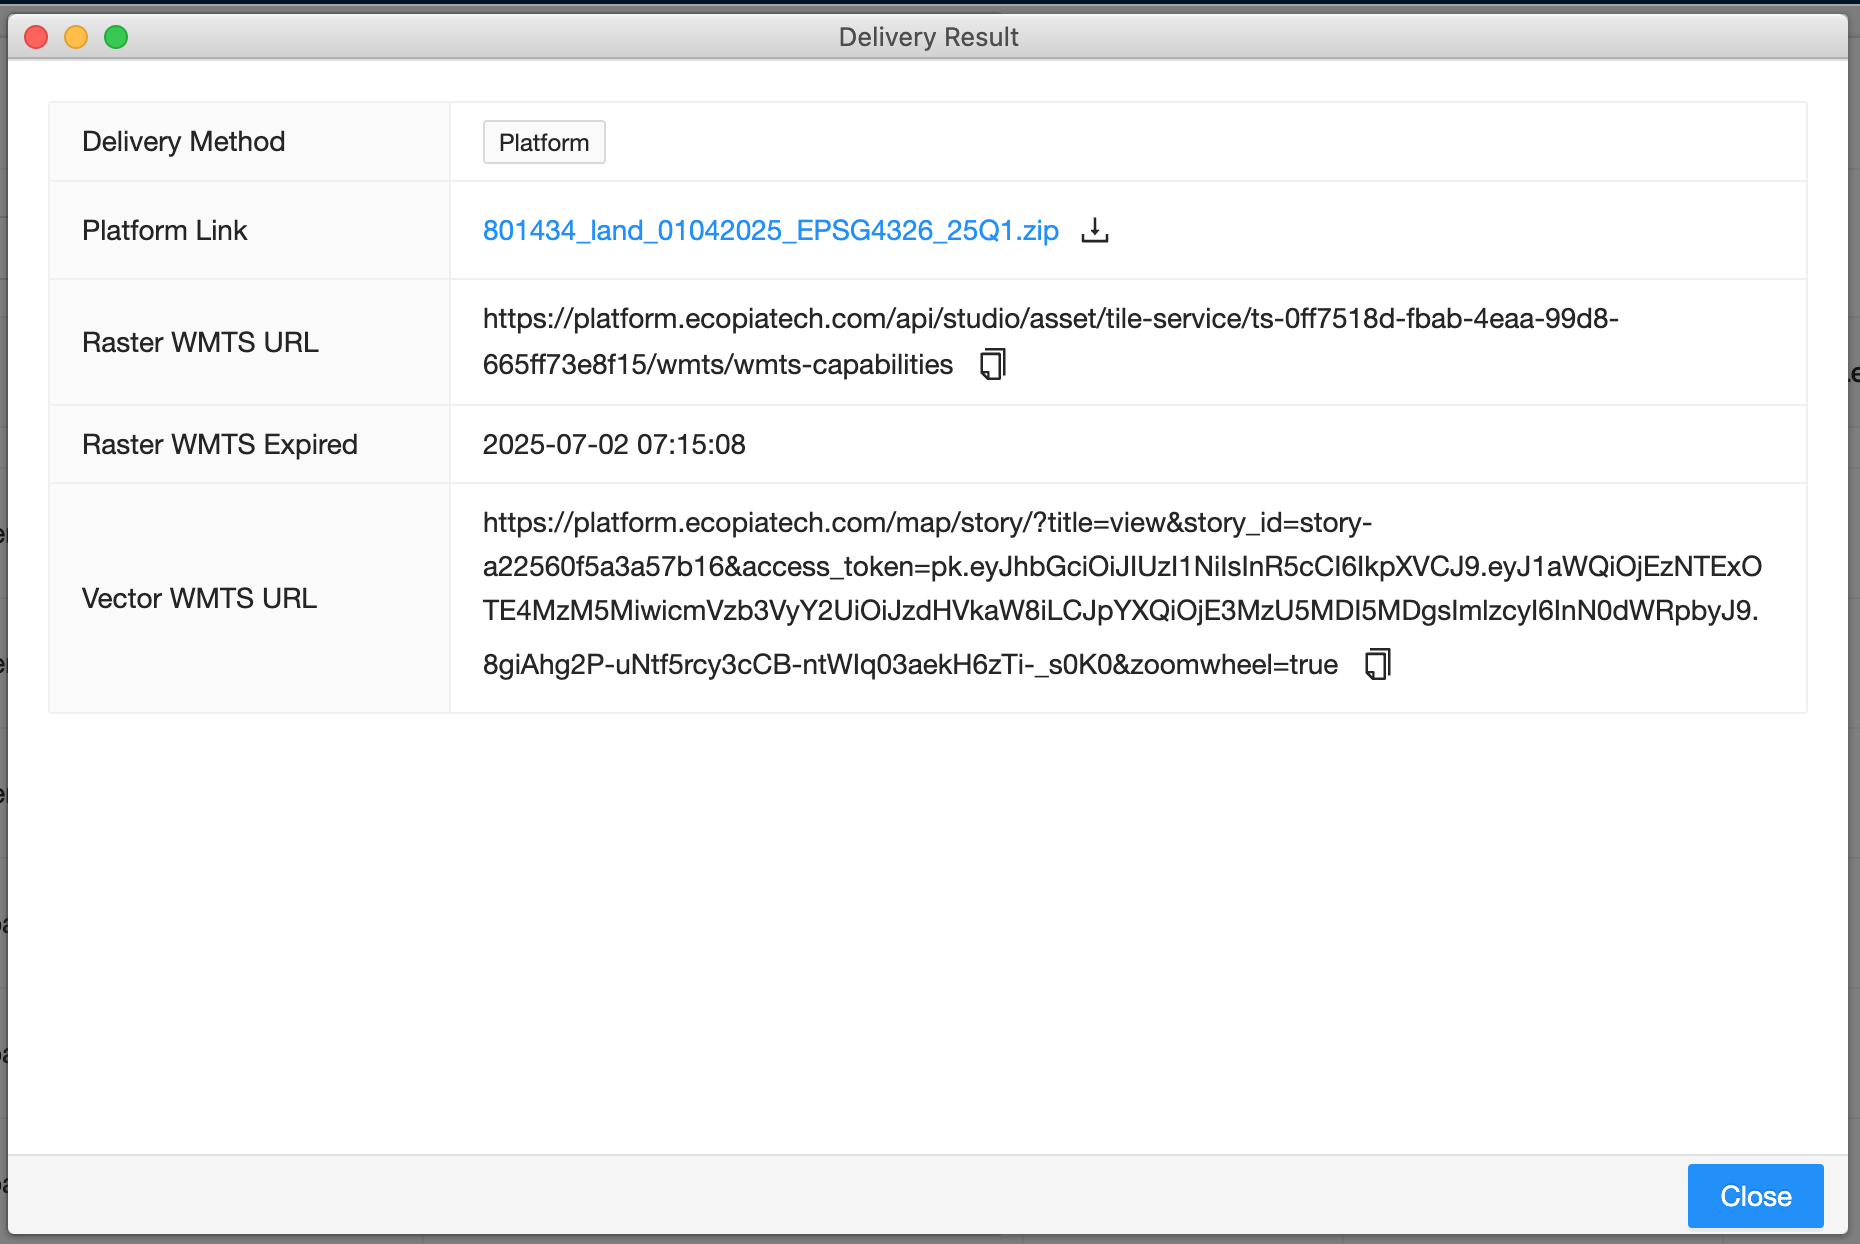 Delivery Result
Delivery Method
Platform
Platform Link
801434_land_01042025_EPSG4326_25Q1.zip
Raster WMTS URL
https://platform.ecopiatech.com/api/studio/asset/tile-service/ts-0ff7518d-fbab-4eaa-99d8-
665ff73e8f15/wmts/wmts-capabilities
Raster WMTS Expired
2025-07-02 07:15:08
Vector WMTS URL
https://platform.ecopiatech.com/map/story/?title=view&story_id=story-
a22560f5a3a57b16&access_token=pk.eyJhbGciOiJIUzI1NiIsInR5cCI6IkpXVCJ9.eyJ1aWQiOjEzNTExO
TE4MzM5MiwicmVzb3VyY2UiOiJzdHVkaW8iLCJpYXQiOjE3MzU5MDI5MDgsImlzcyI6InN0dWRpbyJ9.
8giAhg2P-uNtf5rcy3cCB-ntWIq03aekH6zTi-_s0K0&zoomwheel=true
Close